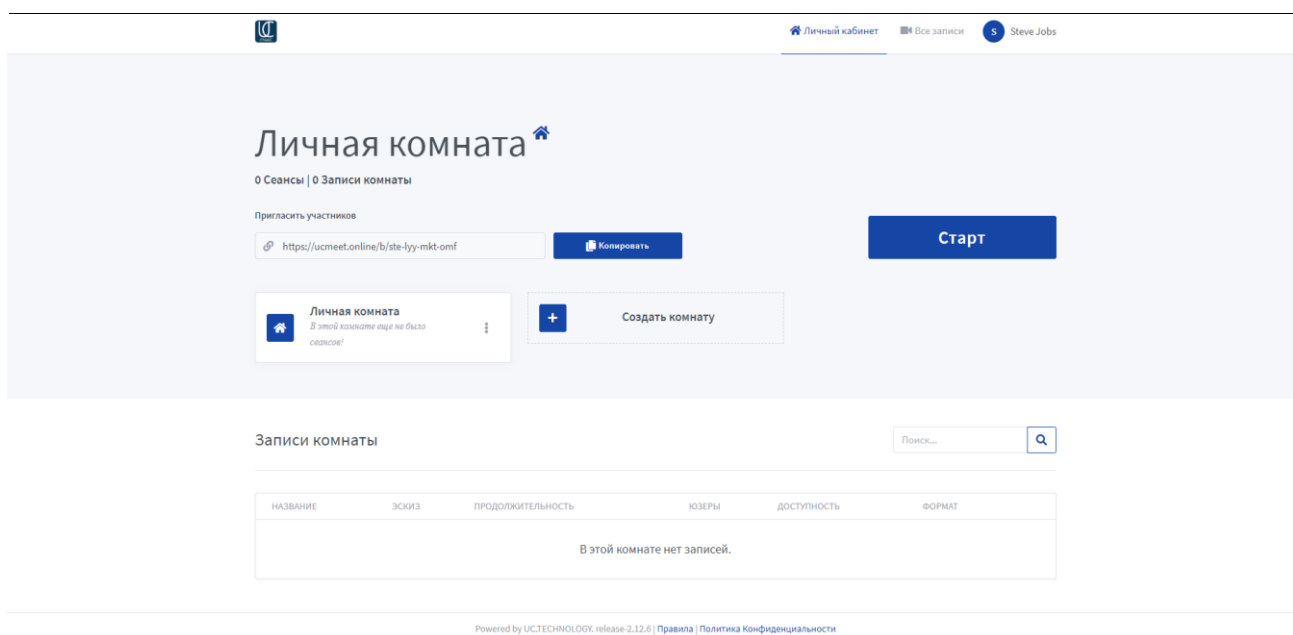 UC
Личный кабинет
Все записи
S
Steve Jobs
Личная комната
0 Сеансы | 0 Записи комнаты
Пригласить участников
https://ucmeet.online/b/ste-lyy-mkt-omf
Копировать
Старт
Личная комната
В этой комнате еще не было
сеансов!
Создать комнату
Записи комнаты
Поиск...
НАЗВАНИЕ ЭСКИЗ ПРОДОЛЖИТЕЛЬНОСТЬ ЮЗЕРЫ ДОСТУПНОСТЬ ФОРМАТ
В этой комнате нет записей.
Powered by UC.TECHNOLOGY. release-2.12.6 | Правила | Политика Конфиденциальности